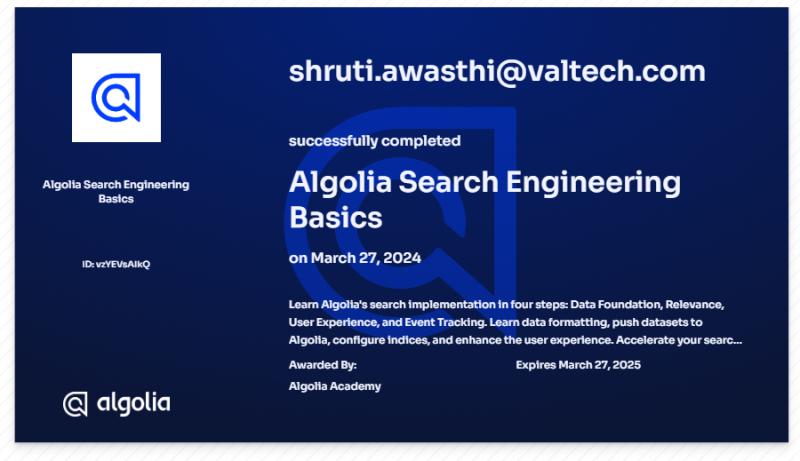 shruti.awasthi@valtech.com
successfully completed
Algolia Search Engineering
Basics
on March 27, 2024
Learn Algolia's search implementation in four steps: Data Foundation, Relevance,
User Experience, and Event Tracking. Learn data formatting, push datasets to
Algolia, configure indices, and enhance the user experience. Accelerate your searc...
Awarded By:
Algolia Academy
Expires March 27, 2025
Algolia Search Engineering
Basics
ID: vzYEVsAIkQ
algolia